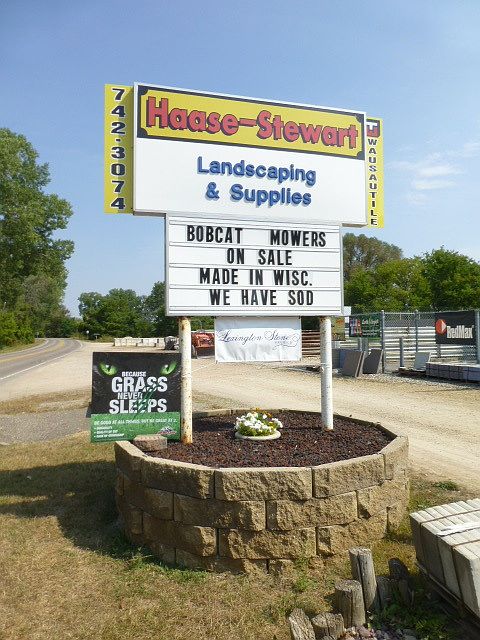 742-3074
Haase-Stewart
WAUSAUTILE
Landscaping
& Supplies
BOBCAT MOWERS
ON SALE
MADE IN WISC.
WE HAVE SOD
Lexington Stone
RedMax
BECAUSE
GRASS
NEVER
SLEEPS